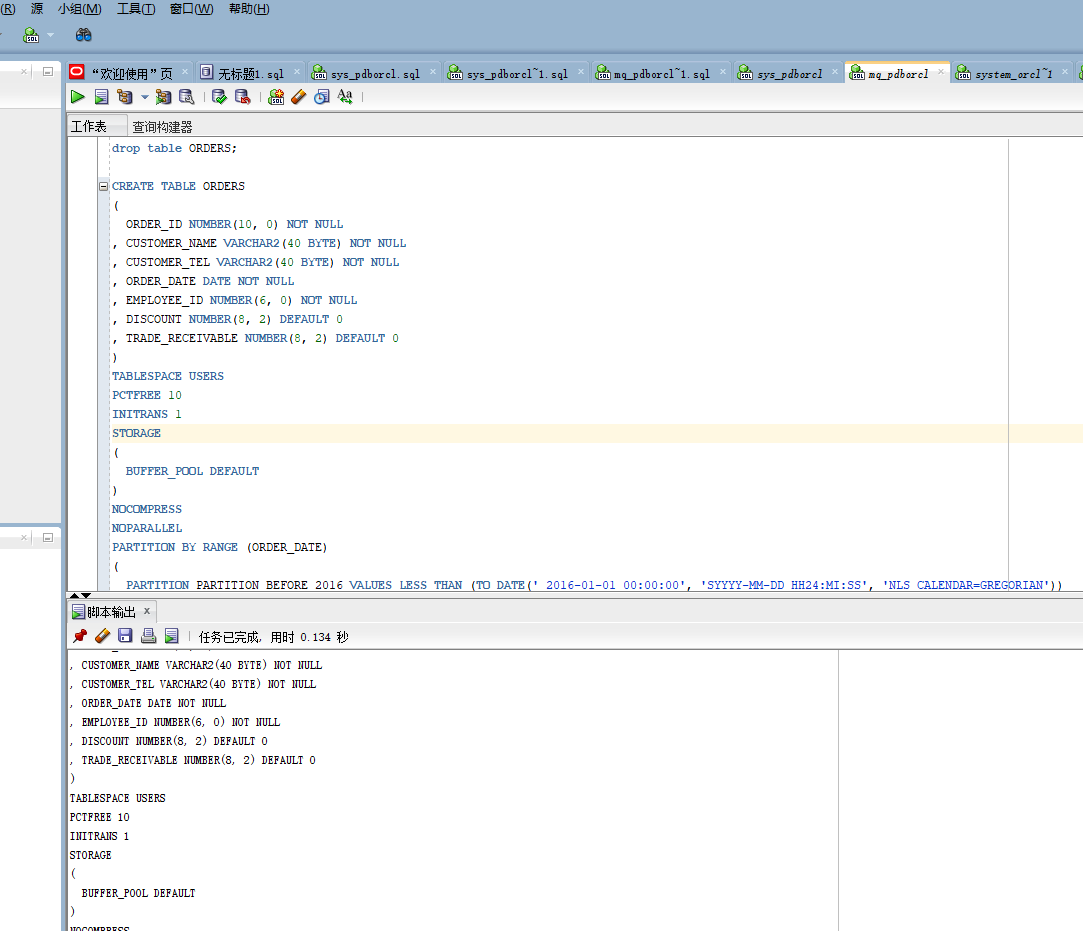 (R) 源 小组(M) 工具(T) 窗口(W) 帮助(H)
“欢迎使用”页 无标题1.sql sys_pdborcl.sql sys_pdborcl~1.sql mq_pdborcl~1.sql sys_pdborcl mq_pdborcl system_orcl~1
工作表 查询构建器
drop table ORDERS;
CREATE TABLE ORDERS
(
ORDER_ID NUMBER(10, 0) NOT NULL
, CUSTOMER_NAME VARCHAR2(40 BYTE) NOT NULL
, CUSTOMER_TEL VARCHAR2(40 BYTE) NOT NULL
, ORDER_DATE DATE NOT NULL
, EMPLOYEE_ID NUMBER(6, 0) NOT NULL
, DISCOUNT NUMBER(8, 2) DEFAULT 0
, TRADE_RECEIVABLE NUMBER(8, 2) DEFAULT 0
)
TABLESPACE USERS
PCTFREE 10
INITRANS 1
STORAGE
(
BUFFER_POOL DEFAULT
)
NOCOMPRESS
NOPARALLEL
PARTITION BY RANGE (ORDER_DATE)
(
PARTITION PARTITION_BEFORE_2016 VALUES LESS THAN (TO_DATE(' 2016-01-01 00:00:00', 'SYYYY-MM-DD HH24:MI:SS', 'NLS_CALENDAR=GREGORIAN'))
脚本输出 x
任务已完成, 用时 0.134 秒
, CUSTOMER_NAME VARCHAR2(40 BYTE) NOT NULL
, CUSTOMER_TEL VARCHAR2(40 BYTE) NOT NULL
, ORDER_DATE DATE NOT NULL
, EMPLOYEE_ID NUMBER(6, 0) NOT NULL
, DISCOUNT NUMBER(8, 2) DEFAULT 0
, TRADE_RECEIVABLE NUMBER(8, 2) DEFAULT 0
)
TABLESPACE USERS
PCTFREE 10
INITRANS 1
STORAGE
(
BUFFER_POOL DEFAULT
)
NOCOMPRESS